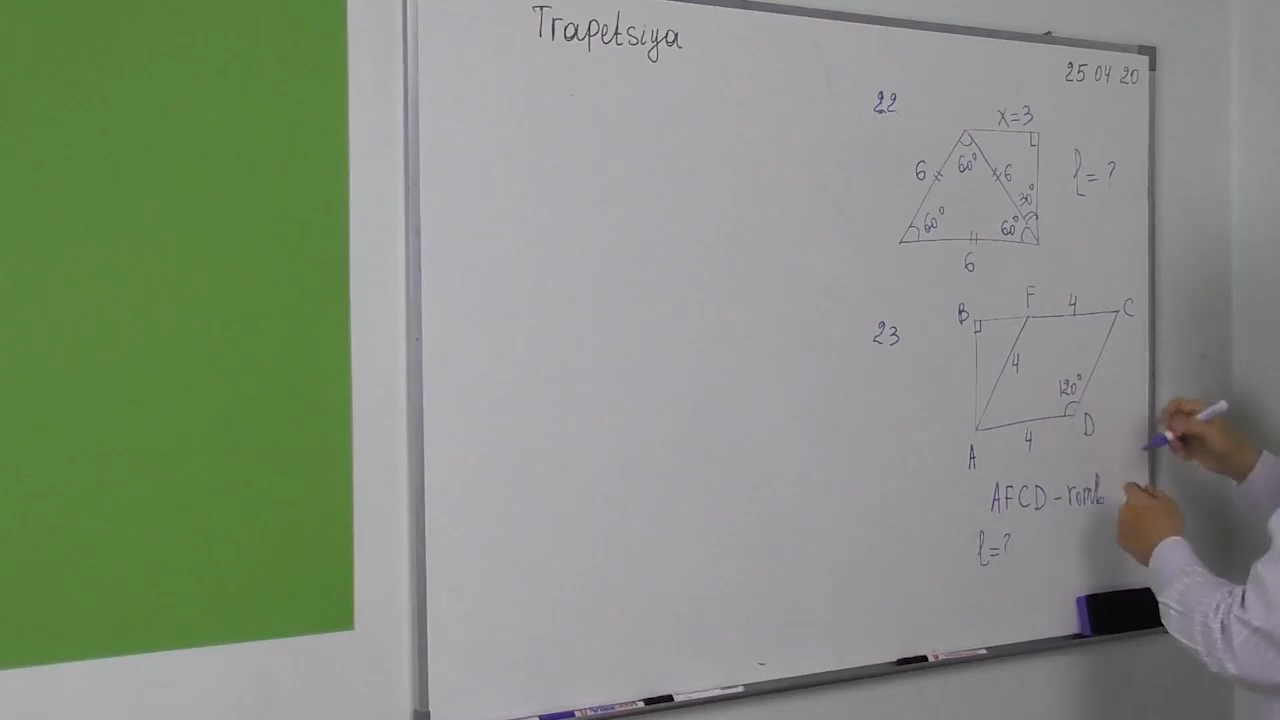 Trapetsiya
25 04 20
22
x=3
6
60°
6
30°
60°
60°
6
l=?
23
B
F
4
C
4
120°
A
4
D
AFCD-romb
l=?